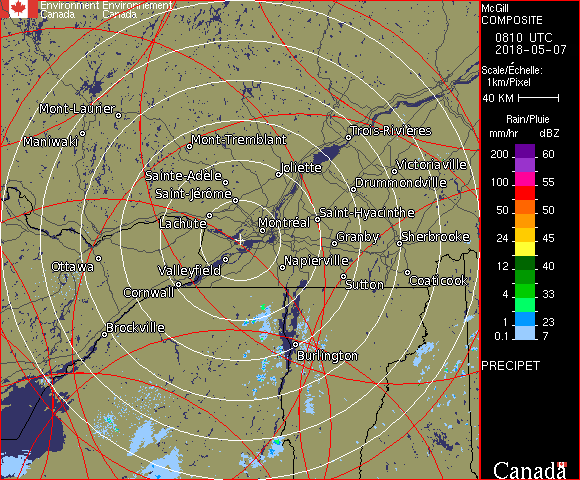 Environment Environnement
Canada Canada
McGill
COMPOSITE
0810 UTC
2018-05-07
Scale/Échelle:
1km/Pixel
40 KM
Rain/Pluie
mm/hr dBZ
200 60
100 55
50 50
24 45
12 40
4 33
1 23
0.1 7
PRECIPET
Canada
Mont-Laurier
Maniwaki
Mont-Tremblant
Trois-Rivières
Joliette
Victoriaville
Sainte-Adèle
Drummondville
Saint-Jérôme
Saint-Hyacinthe
Lachute
Montréal
Granby
Sherbrooke
Ottawa
Valleyfield
Napierville
Sutton
Coaticook
Cornwall
Brockville
Burlington